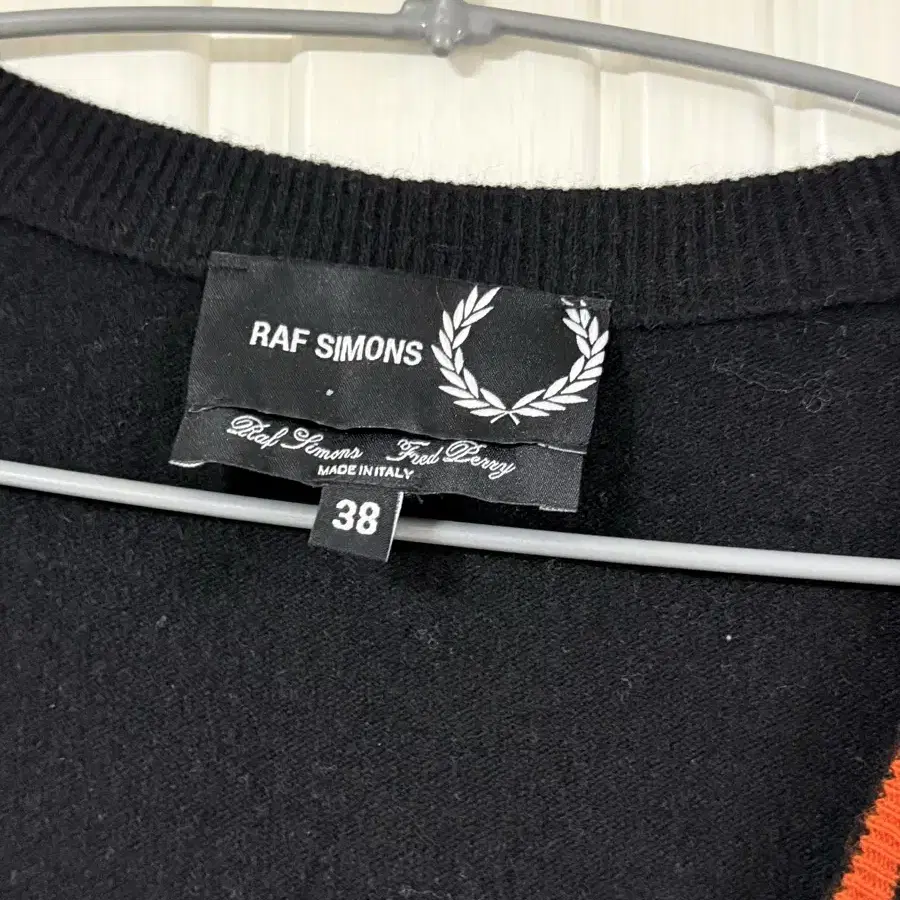 RAF SIMONS
Raf Simons Fred Perry
MADE IN ITALY
38